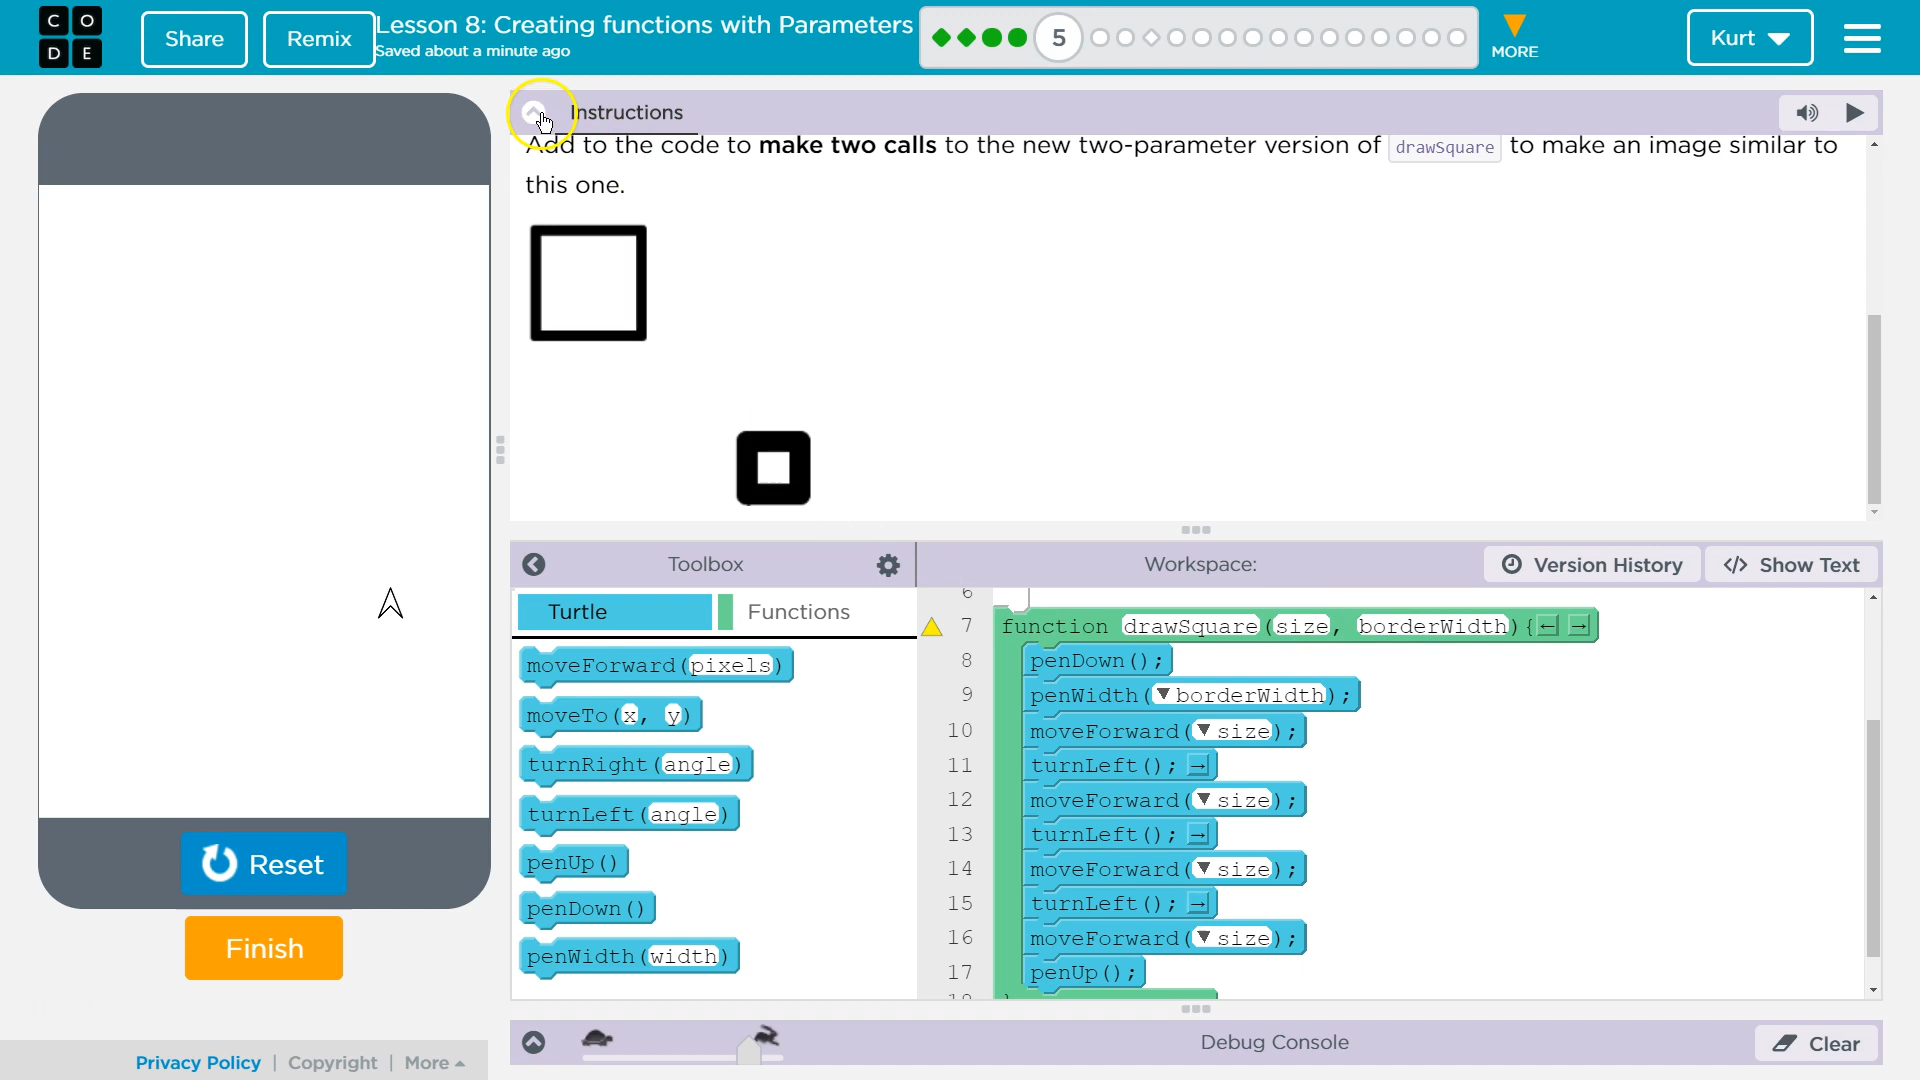 C O D E
Share
Remix
Lesson 8: Creating functions with Parameters
Saved about a minute ago
5
MORE
Kurt
Instructions
Add to the code to make two calls to the new two-parameter version of drawSquare to make an image similar to
this one.
Toolbox
Workspace:
Version History
</> Show Text
Turtle
Functions
moveForward(pixels)
moveTo(x, y)
turnRight(angle)
turnLeft(angle)
penUp()
penDown()
penWidth(width)
6
7 function drawSquare(size, borderWidth){
8 penDown();
9 penWidth(borderWidth);
10 moveForward(size);
11 turnLeft();
12 moveForward(size);
13 turnLeft();
14 moveForward(size);
15 turnLeft();
16 moveForward(size);
17 penUp();
18 }
Reset
Finish
Debug Console
Clear
Privacy Policy | Copyright | More